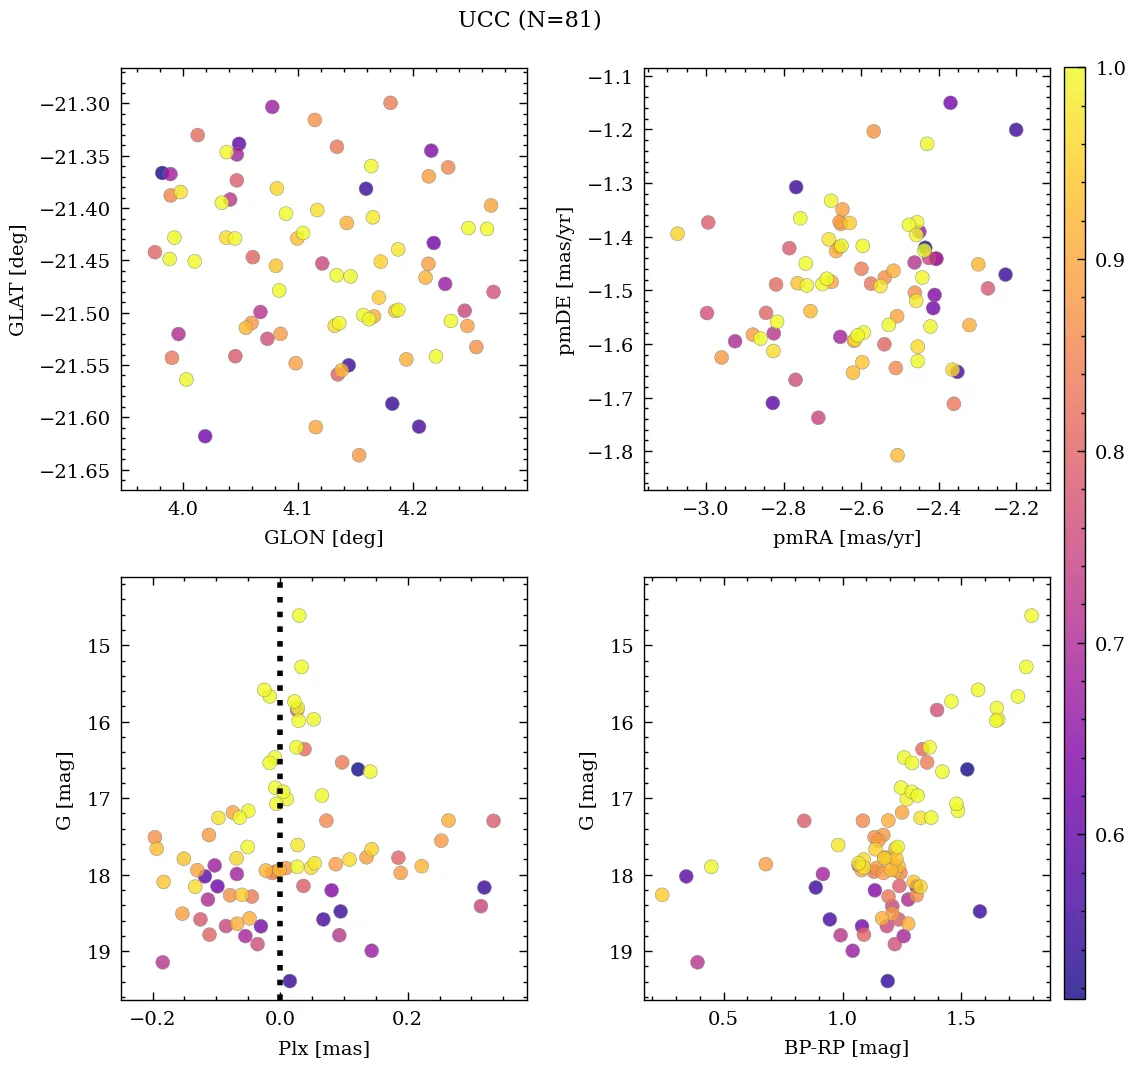 UCC (N=81)
−21.30
−21.35
−21.40
−21.45
−21.50
−21.55
−21.60
−21.65
GLAT [deg]
4.0 4.1 4.2
GLON [deg]
−1.1
−1.2
−1.3
−1.4
−1.5
−1.6
−1.7
−1.8
pmDE [mas/yr]
−3.0 −2.8 −2.6 −2.4 −2.2
pmRA [mas/yr]
1.0
0.9
0.8
0.7
0.6
15
16
17
18
19
G [mag]
−0.2 0.0 0.2
Plx [mas]
15
16
17
18
19
G [mag]
0.5 1.0 1.5
BP-RP [mag]